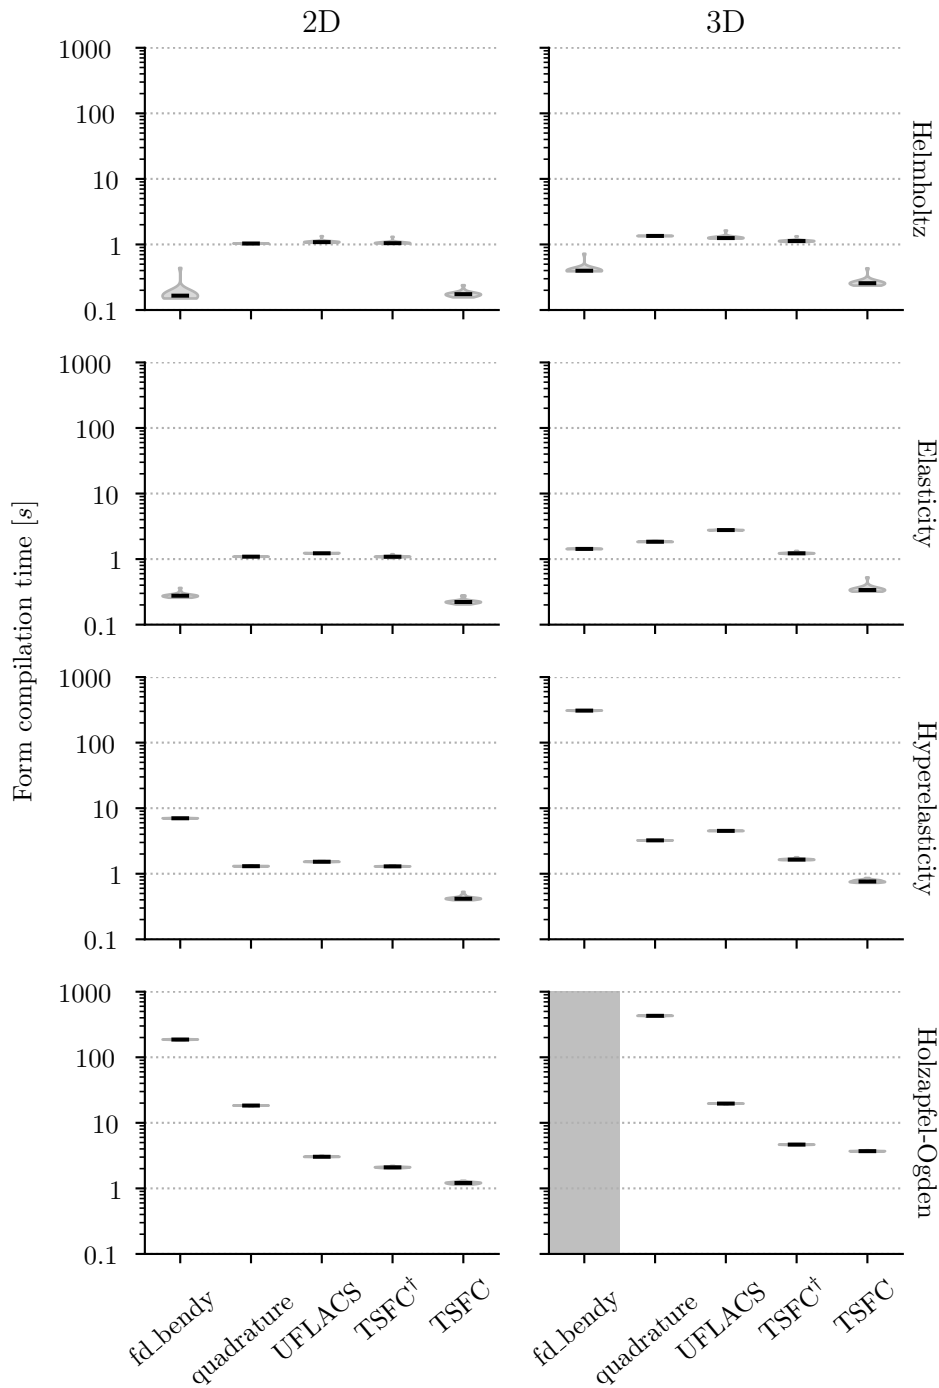 2D
3D
1000
100
10
1
0.1
Helmholtz
1000
100
10
1
0.1
Elasticity
Form compilation time [s]
1000
100
10
1
0.1
Hyperelasticity
1000
100
10
1
0.1
Holzapfel-Ogden
fd_bendy
quadrature
UFLACS
TSFC†
TSFC
fd_bendy
quadrature
UFLACS
TSFC†
TSFC